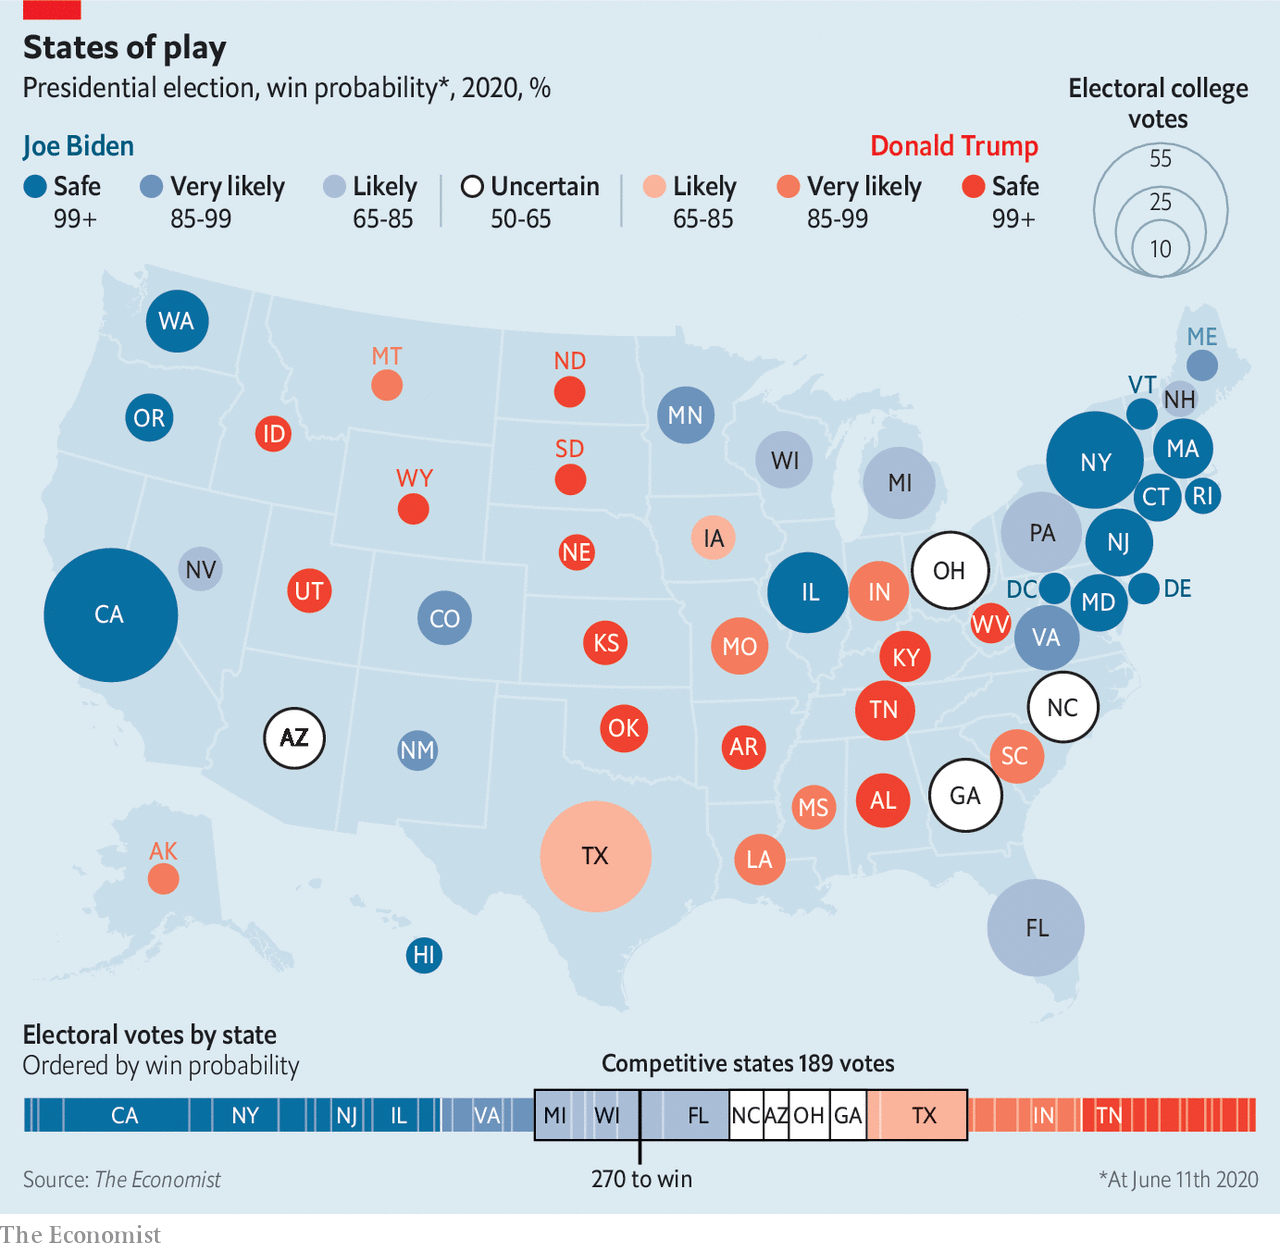 States of play
Presidential election, win probability*, 2020, %
Electoral college
votes
55
25
10
Joe Biden
Donald Trump
Safe Very likely Likely Uncertain Likely Very likely Safe
99+ 85-99 65-85 50-65 65-85 85-99 99+
WA
ME
MT
ND
VT
NH
OR
ID
SD
MN
WI
MI
NY
MA
WY
CT
RI
NE
IA
OH
PA
NJ
NV
UT
CA
CO
KS
MO
IL
IN
WV
DC
MD
DE
VA
KY
TN
NC
AZ
NM
OK
AR
SC
GA
MS
AL
AK
TX
LA
FL
HI
Electoral votes by state
Ordered by win probability
Competitive states 189 votes
CA NY NJ IL VA MI WI FL NC AZ OH GA TX IN TN
270 to win
Source: The Economist
*At June 11th 2020
The Economist